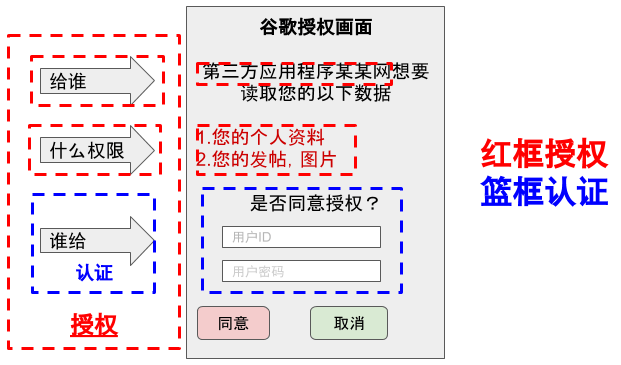 谷歌授权画面
给谁
第三方应用程序某某网想要
读取您的以下数据
什么权限
1.您的个人资料
2.您的发帖, 图片
谁给
认证
是否同意授权？
用户ID
用户密码
授权
同意
取消
红框授权
篮框认证